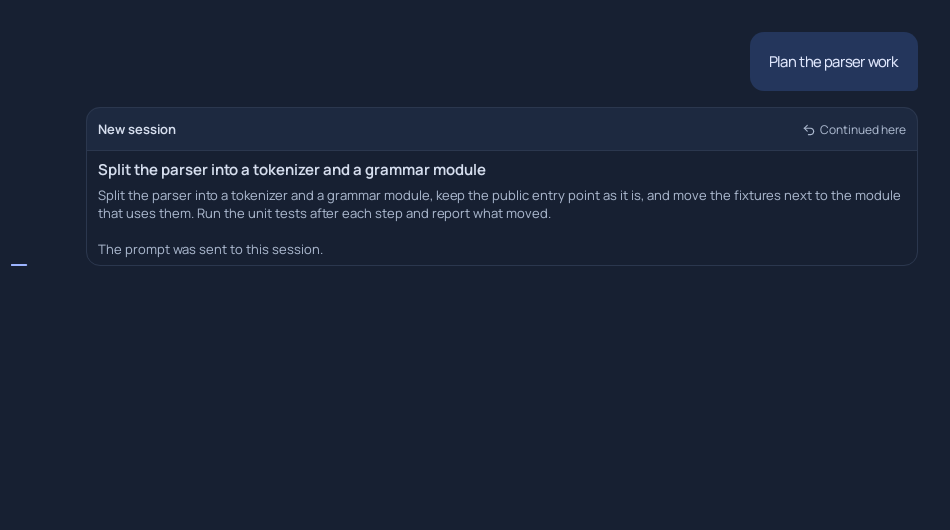 Plan the parser work
New session
Continued here
Split the parser into a tokenizer and a grammar module
Split the parser into a tokenizer and a grammar module, keep the public entry point as it is, and move the fixtures next to the module
that uses them. Run the unit tests after each step and report what moved.
The prompt was sent to this session.